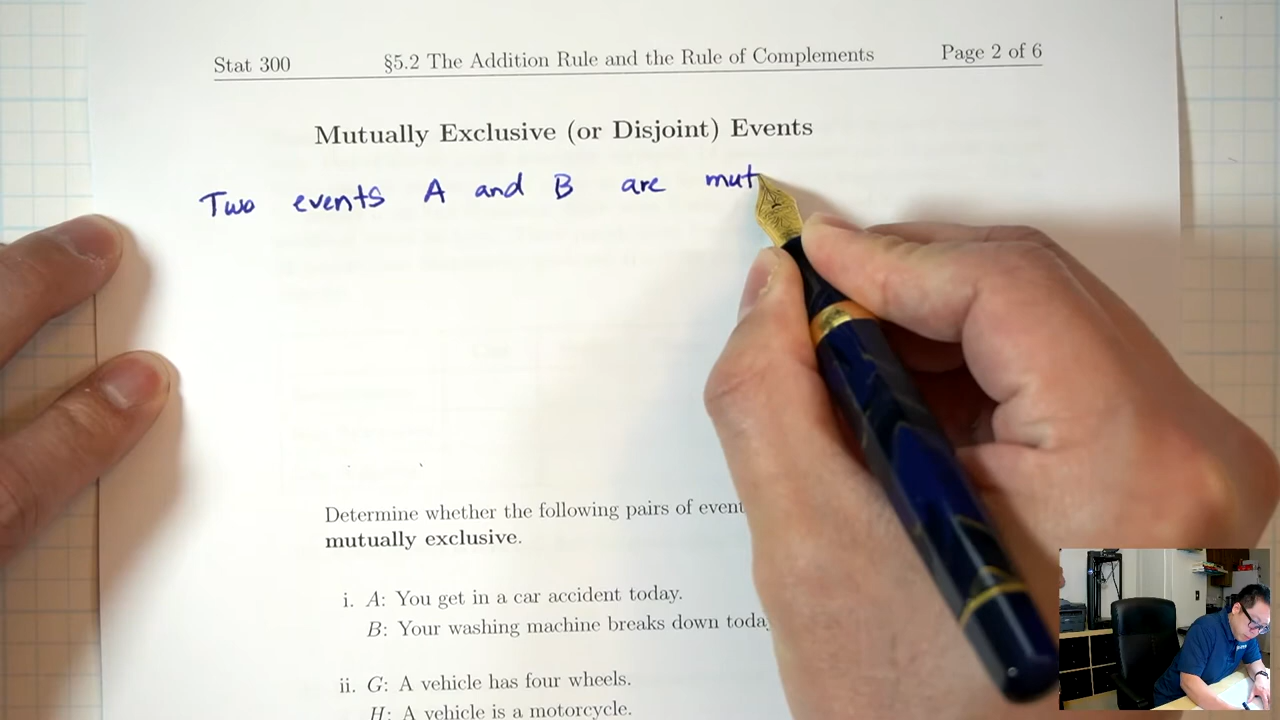 Stat 300 §5.2 The Addition Rule and the Rule of Complements Page 2 of 6
Mutually Exclusive (or Disjoint) Events
Two events A and B are mut
Determine whether the following pairs of event
mutually exclusive.
i. A: You get in a car accident today.
B: Your washing machine breaks down toda
ii. G: A vehicle has four wheels.
H: A vehicle is a motorcycle.